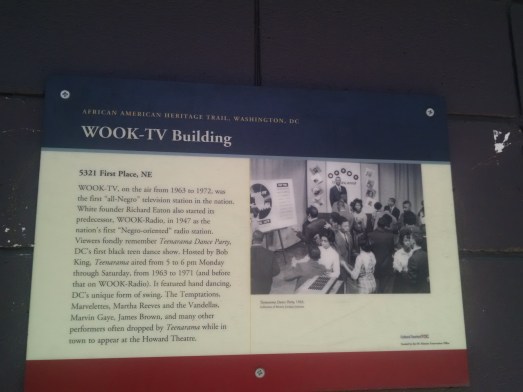 AFRICAN AMERICAN HERITAGE TRAIL, WASHINGTON, DC
WOOK-TV Building
5321 First Place, NE
WOOK-TV, on the air from 1963 to 1972, was
the first "all-Negro" television station in the nation.
White founder Richard Eaton also started its
predecessor, WOOK-Radio, in 1947 as the
nation's first "Negro-oriented" radio station.
Viewers fondly remember Teenarama Dance Party,
DC's first black teen dance show. Hosted by Bob
King, Teenarama aired from 5 to 6 pm Monday
through Saturday, from 1963 to 1971 (and before
that on WOOK-Radio). It featured hand dancing,
DC's unique form of swing. The Temptations,
Marvelettes, Martha Reeves and the Vandellas,
Marvin Gaye, James Brown, and many other
performers often dropped by Teenarama while in
town to appear at the Howard Theatre.
Teenarama Dance Party,